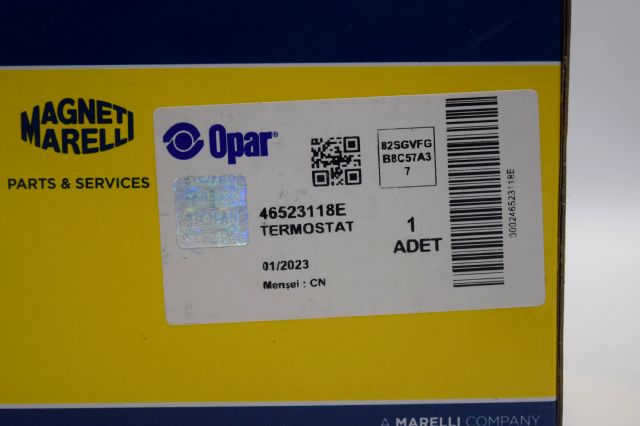 MAGNETI
MARELLI
PARTS & SERVICES
Opar®
82SGVFG
B8C57A3
7
46523118E
TERMOSTAT
1
ADET
01/2023
Menşei : CN
000246523118E
A MARELLI COMPANY